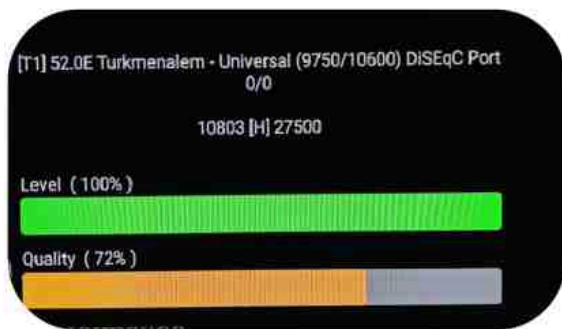 [T1] 52.0E Turkmenalem - Universal (9750/10600) DiSEqC Port
0/0
10803 [H] 27500
Level ( 100% )
Quality ( 72% )